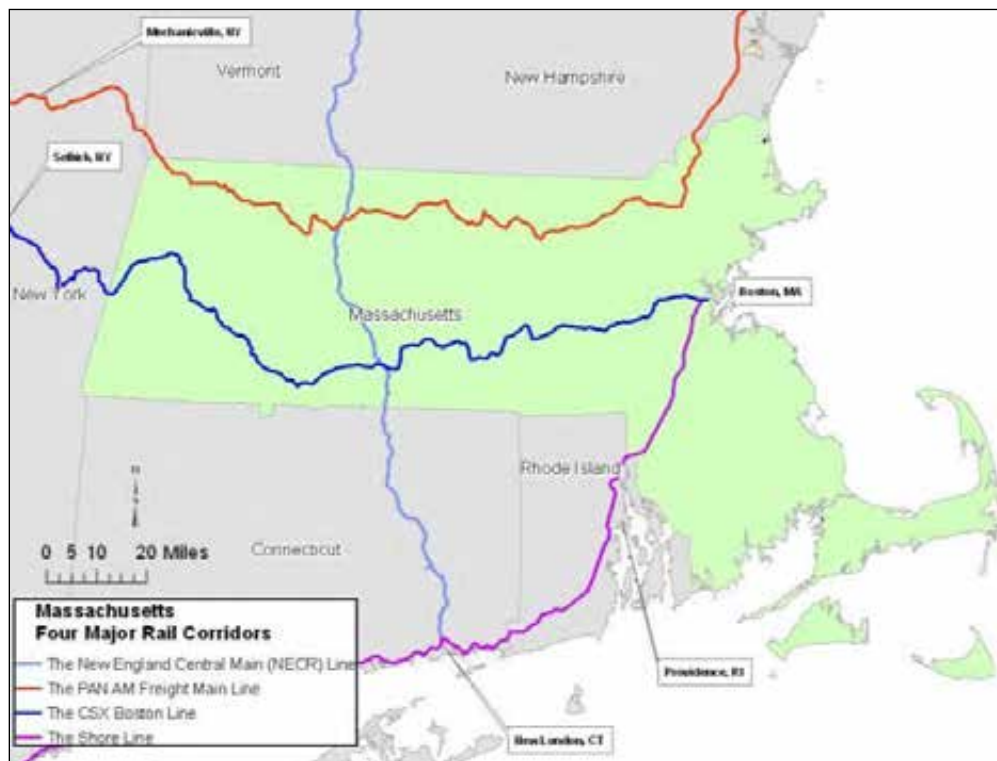 Mechanicville, NY
Vermont
New Hampshire
Selkirk, NY
New York
Massachusetts
Boston, MA
Rhode Island
N
Connecticut
0 5 10 20 Miles
Massachusetts
Four Major Rail Corridors
The New England Central Main (NECR) Line
The PAN AM Freight Main Line
The CSX Boston Line
The Shore Line
Providence, RI
New London, CT